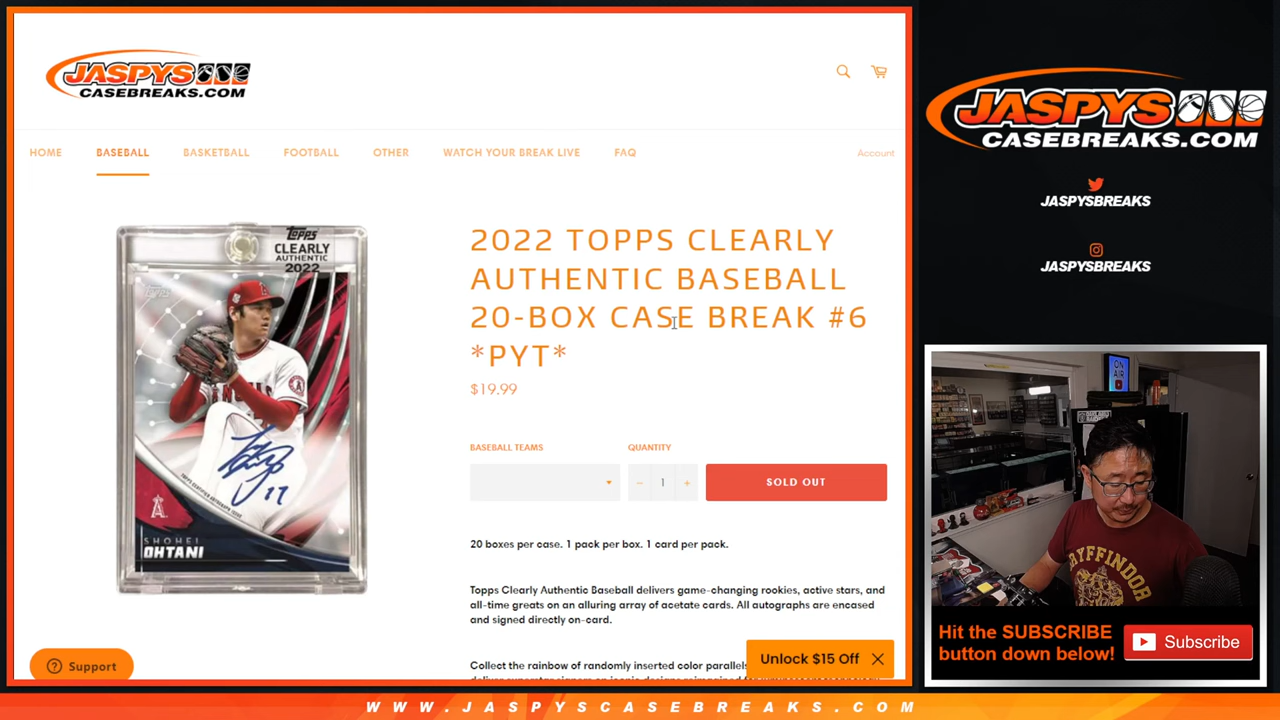 JASPYS
CASEBREAKS.COM
HOME
BASEBALL
BASKETBALL
FOOTBALL
OTHER
WATCH YOUR BREAK LIVE
FAQ
Account
topps
CLEARLY
AUTHENTIC
2022
ANGELS
17
SHOHEI
OHTANI
2022 TOPPS CLEARLY
AUTHENTIC BASEBALL
20-BOX CASE BREAK #6
*PYT*
$19.99
BASEBALL TEAMS
QUANTITY
− 1 +
SOLD OUT
20 boxes per case. 1 pack per box. 1 card per pack.
Topps Clearly Authentic Baseball delivers game-changing rookies, active stars, and
all-time greats on an alluring array of acetate cards. All autographs are encased
and signed directly on-card.
Collect the rainbow of randomly inserted color parallels
Support
Unlock $15 Off
JASPYS
CASEBREAKS.COM
JASPYSBREAKS
JASPYSBREAKS
ON
AIR
GRYFFINDOR
Hit the SUBSCRIBE
button down below!
Subscribe
WWW.JASPYSCASEBREAKS.COM